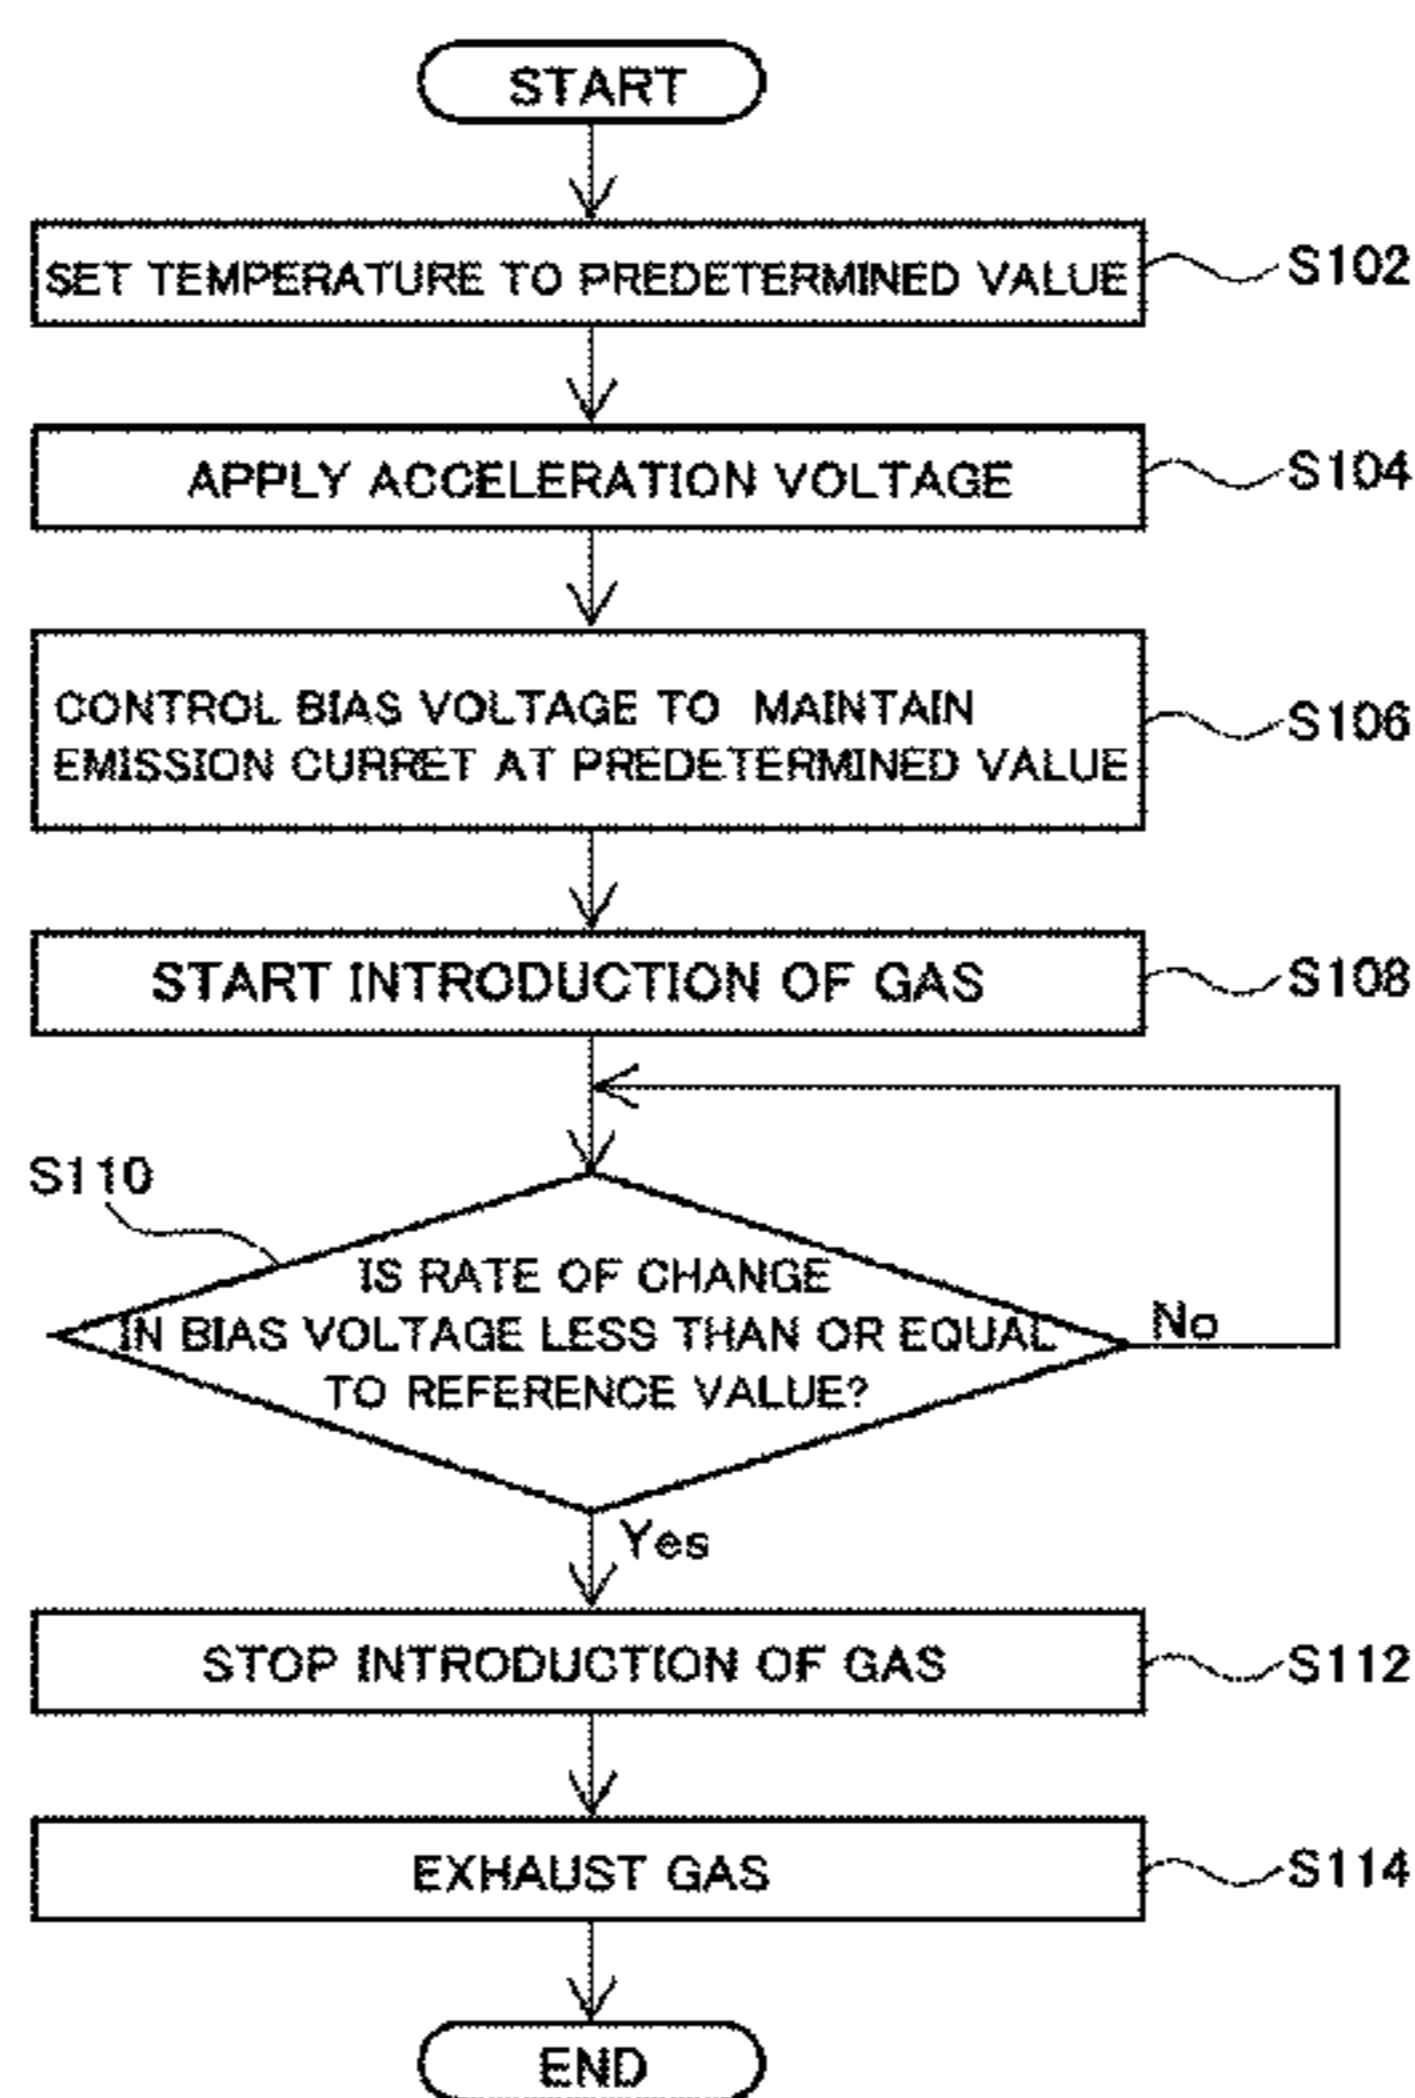 START
SET TEMPERATURE TO PREDETERMINED VALUE
S102
APPLY ACCELERATION VOLTAGE
S104
CONTROL BIAS VOLTAGE TO MAINTAIN
EMISSION CURRET AT PREDETERMINED VALUE
S106
START INTRODUCTION OF GAS
S108
S110
IS RATE OF CHANGE
IN BIAS VOLTAGE LESS THAN OR EQUAL
TO REFERENCE VALUE?
No
Yes
STOP INTRODUCTION OF GAS
S112
EXHAUST GAS
S114
END